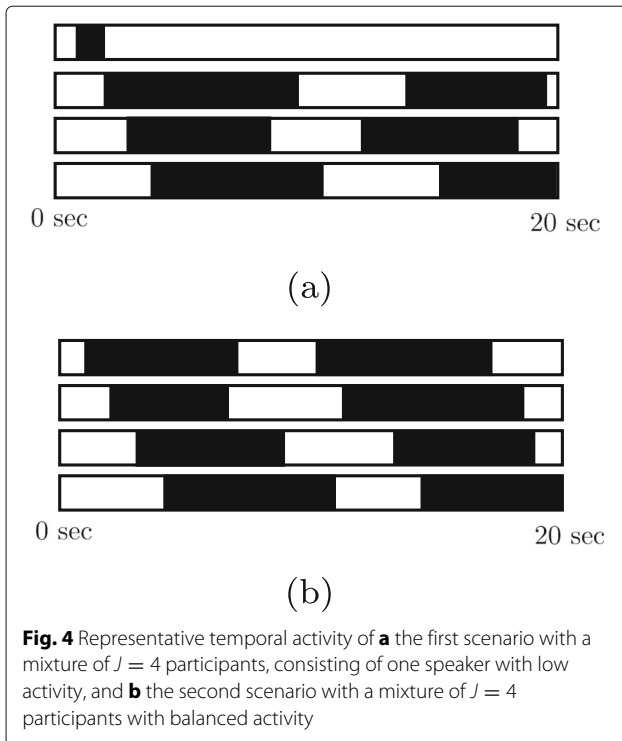 0 sec 20 sec
(a)
0 sec 20 sec
(b)
Fig. 4 Representative temporal activity of a the first scenario with a
mixture of J = 4 participants, consisting of one speaker with low
activity, and b the second scenario with a mixture of J = 4
participants with balanced activity